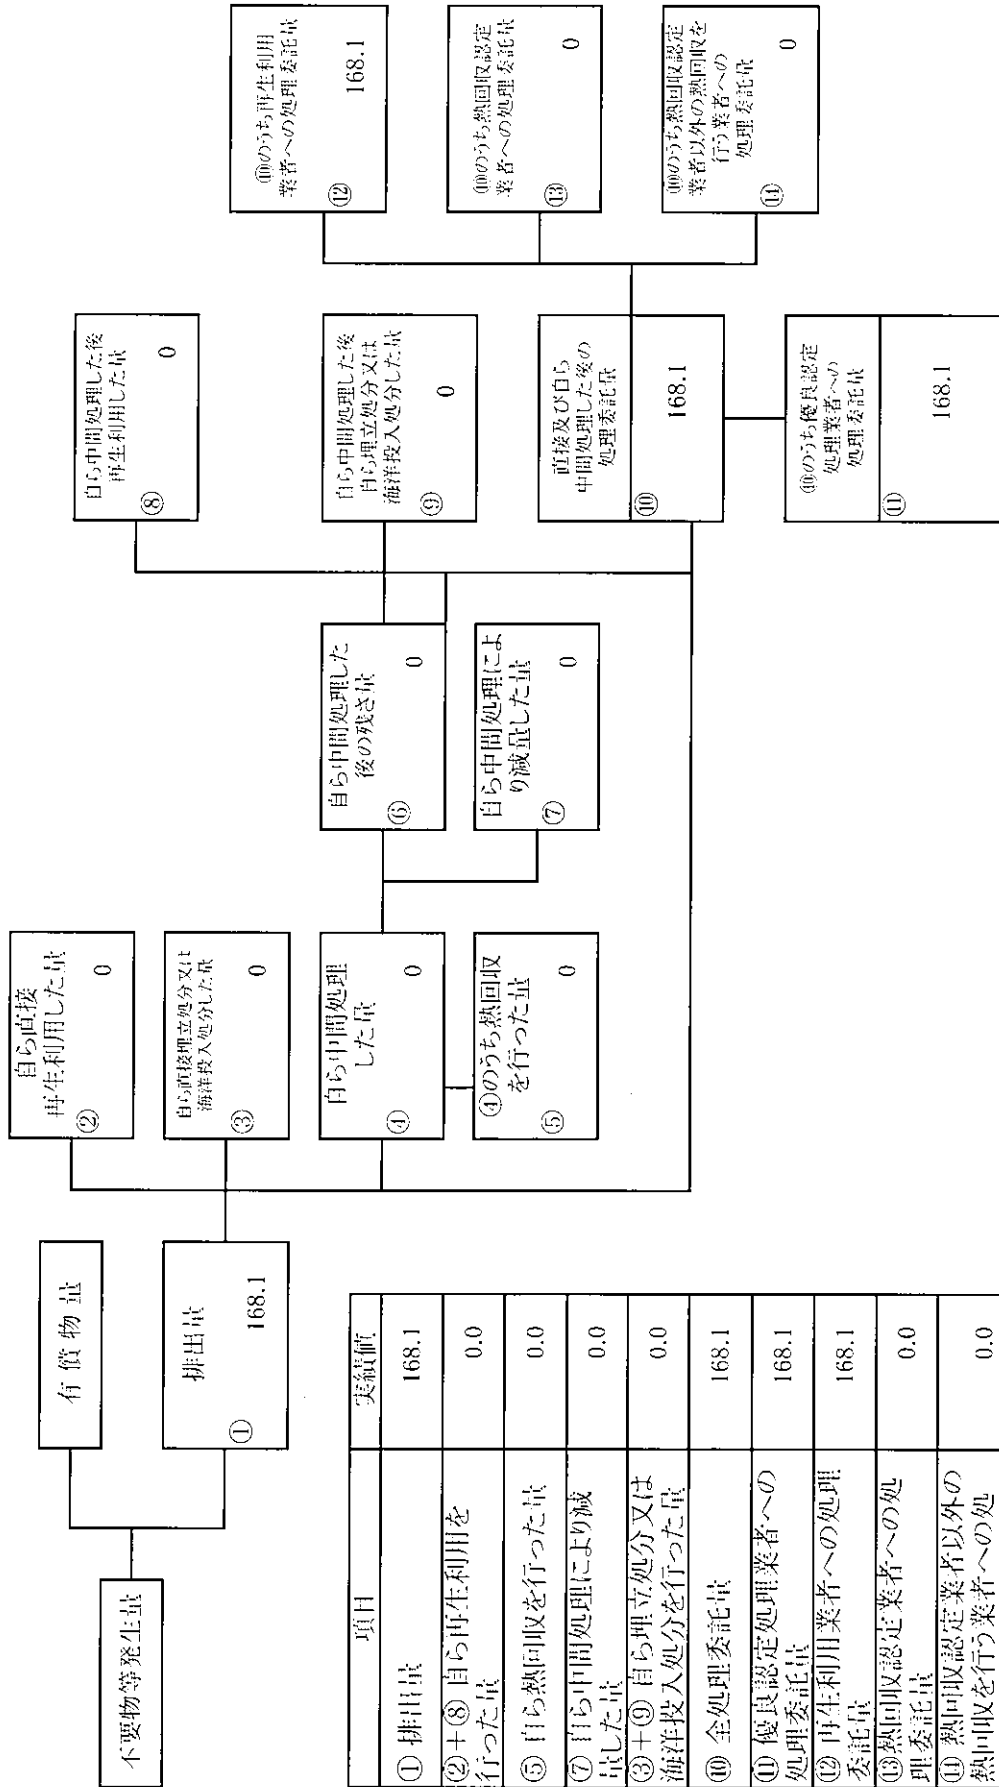 不要物等発生量
有償物量
排出量
①
168.1
自ら直接
再生利用した量
②
0
自ら直接埋立処分又は
海洋投入処分した量
③
0
自ら中間処理
した量
④
0
④のうち熱回収
を行った量
⑤
0
自ら中間処理した
後の残さ量
⑥
0
自ら中間処理によ
り減量した量
⑦
0
自ら中間処理した後
再生利用した量
⑧
0
自ら中間処理した後
自ら埋立処分又は
海洋投入処分した量
⑨
0
直接及び自ら
中間処理した後の
処理委託量
⑩
168.1
⑩のうち優良認定
処理業者への
処理委託量
⑪
168.1
⑩のうち再生利用
業者への処理委託量
⑫
168.1
⑩のうち熱回収認定
業者への処理委託量
⑬
0
⑩のうち熱回収認定
業者以外の熱回収を
行う業者への
処理委託量
⑭
0
項目 実績値
① 排出量 168.1
②+⑧ 自ら再生利用を
行った量 0.0
⑤ 自ら熱回収を行った量 0.0
⑦ 自ら中間処理により減
量した量 0.0
③+⑨ 自ら埋立処分又は
海洋投入処分を行った量 0.0
⑩ 全処理委託量 168.1
⑪ 優良認定処理業者への
処理委託量 168.1
⑫ 再生利用業者への処理
委託量 168.1
⑬熱回収認定業者への処
理委託量 0.0
⑭ 熱回収認定業者以外の
熱回収を行う業者への処 0.0